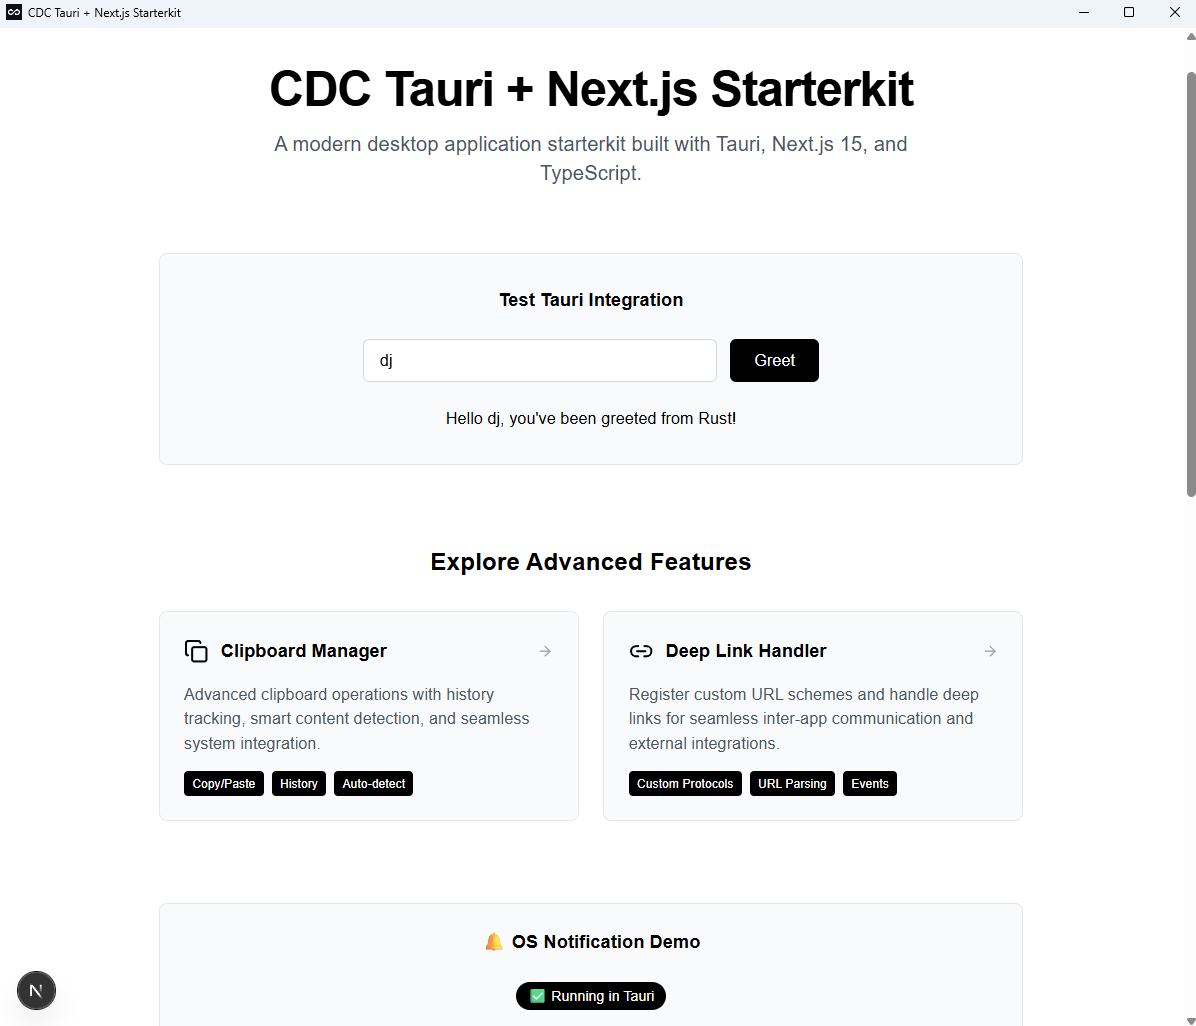 CDC Tauri + Next.js Starterkit
CDC Tauri + Next.js Starterkit
A modern desktop application starterkit built with Tauri, Next.js 15, and
TypeScript.
Test Tauri Integration
dj
Greet
Hello dj, you've been greeted from Rust!
Explore Advanced Features
Clipboard Manager
Advanced clipboard operations with history
tracking, smart content detection, and seamless
system integration.
Copy/Paste
History
Auto-detect
Deep Link Handler
Register custom URL schemes and handle deep
links for seamless inter-app communication and
external integrations.
Custom Protocols
URL Parsing
Events
🔔 OS Notification Demo
✅ Running in Tauri
N